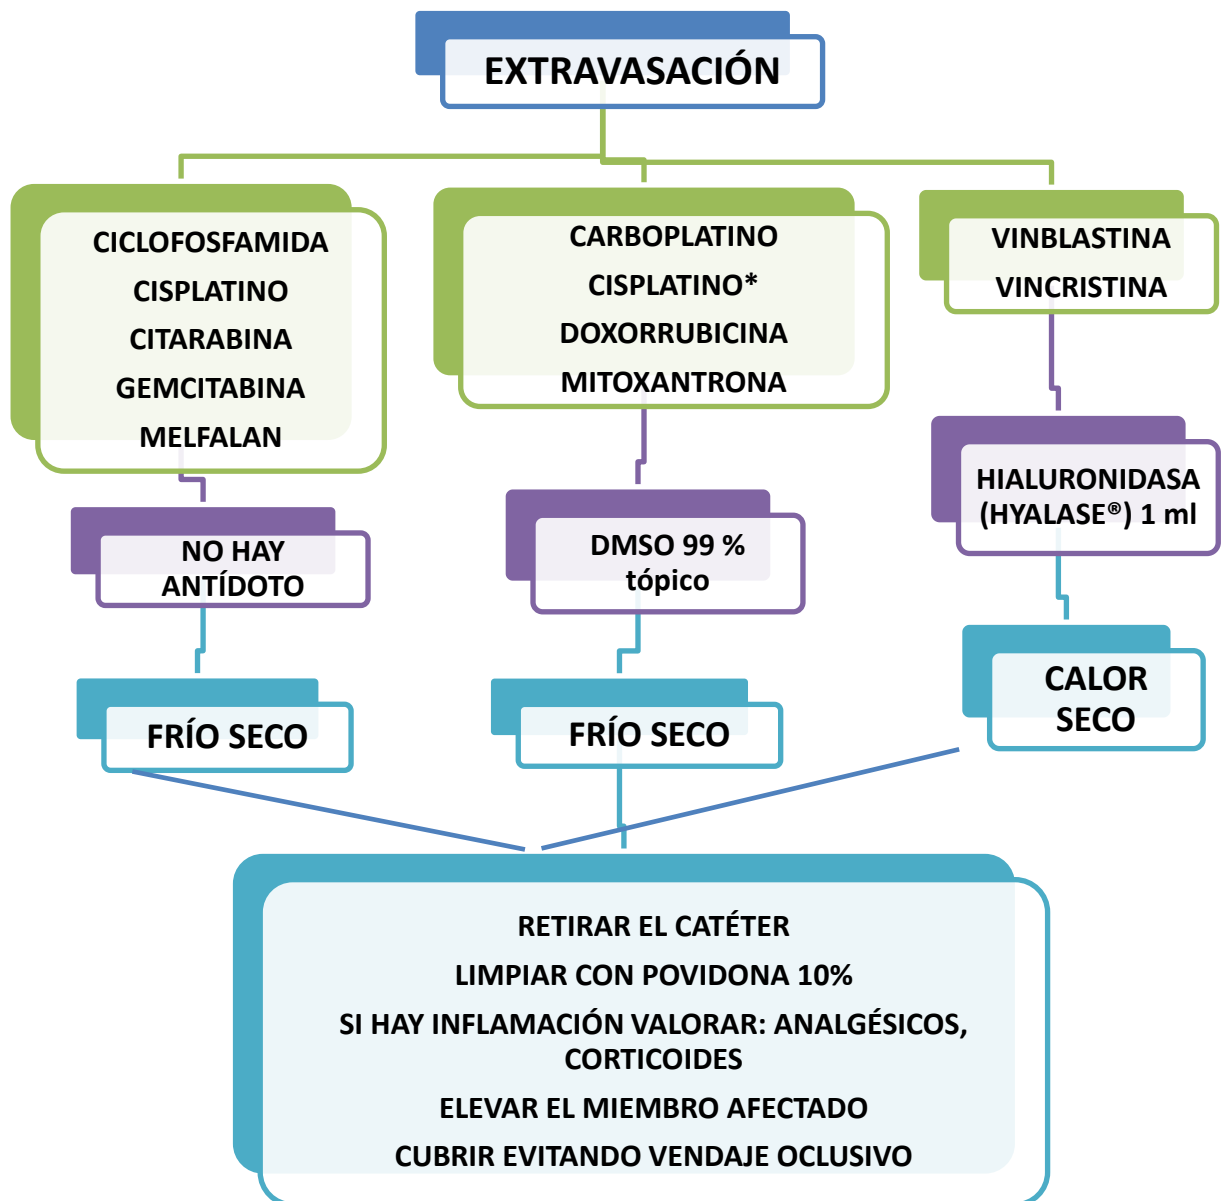 EXTRAVASACIÓN
CICLOFOSFAMIDA
CISPLATINO
CITARABINA
GEMCITABINA
MELFALAN
CARBOPLATINO
CISPLATINO*
DOXORRUBICINA
MITOXANTRONA
VINBLASTINA
VINCRISTINA
NO HAY
ANTÍDOTO
DMSO 99 %
tópico
HIALURONIDASA
(HYALASE®) 1 ml
FRÍO SECO
FRÍO SECO
CALOR
SECO
RETIRAR EL CATÉTER
LIMPIAR CON POVIDONA 10%
SI HAY INFLAMACIÓN VALORAR: ANALGÉSICOS,
CORTICOIDES
ELEVAR EL MIEMBRO AFECTADO
CUBRIR EVITANDO VENDAJE OCLUSIVO